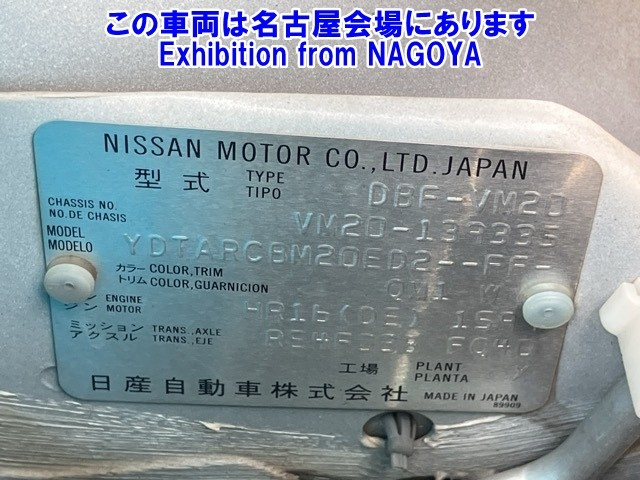 この車両は名古屋会場にあります
Exhibition from NAGOYA
NISSAN MOTOR CO.,LTD.JAPAN
型式 TYPE TIPO DBF-VM20
CHASSIS NO. NO.DE CHASIS VM20-139335
MODEL MODELO
カラー COLOR,TRIM
トリム COLOR,GUARNICION QM1
ENGINE MOTOR HR16(DE)
ミッション TRANS.,AXLE
アクスル TRANS.,EJE FQ40
工場 PLANT PLANTA
日産自動車株式会社 MADE IN JAPAN
89909